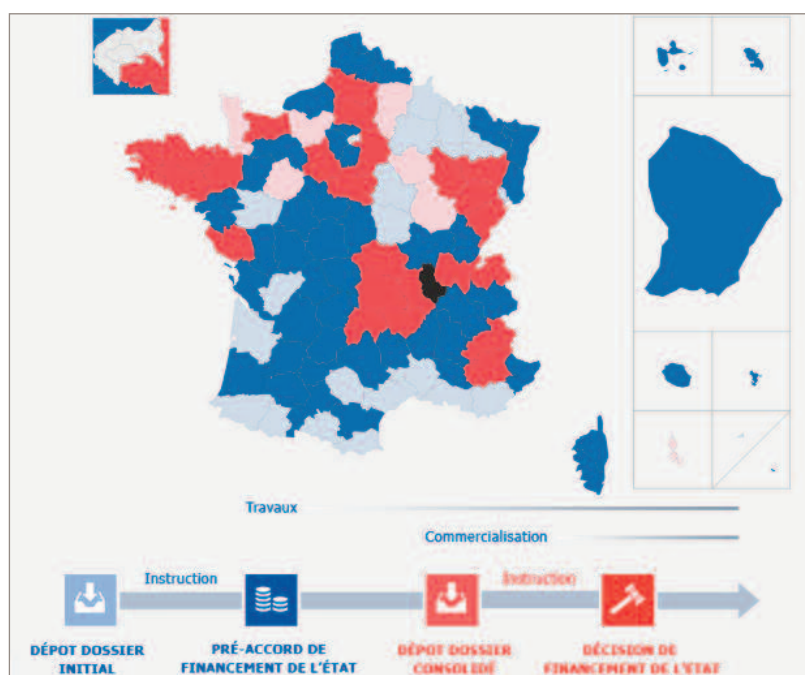 Travaux
Commercialisation
Instruction
Instruction
DÉPOT DOSSIER
INITIAL
PRÉ-ACCORD DE
FINANCEMENT DE L'ÉTAT
DÉPOT DOSSIER
CONSOLIDÉ
DÉCISION DE
FINANCEMENT DE L'ETAT